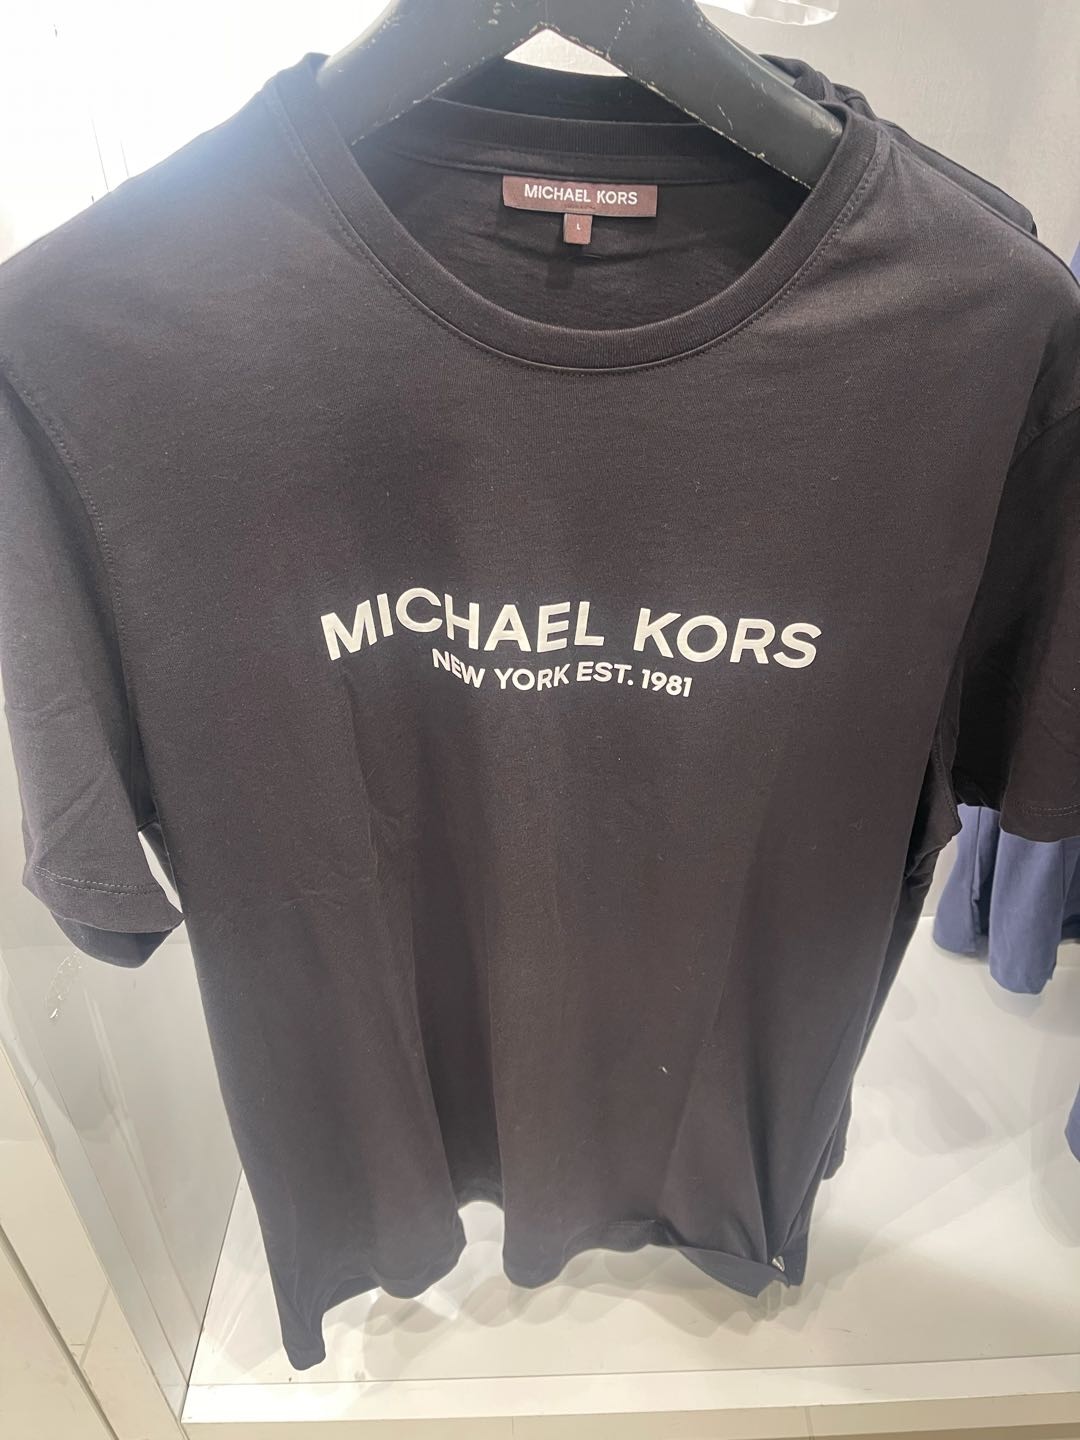 MICHAEL KORS
L
MICHAEL KORS
NEW YORK EST. 1981